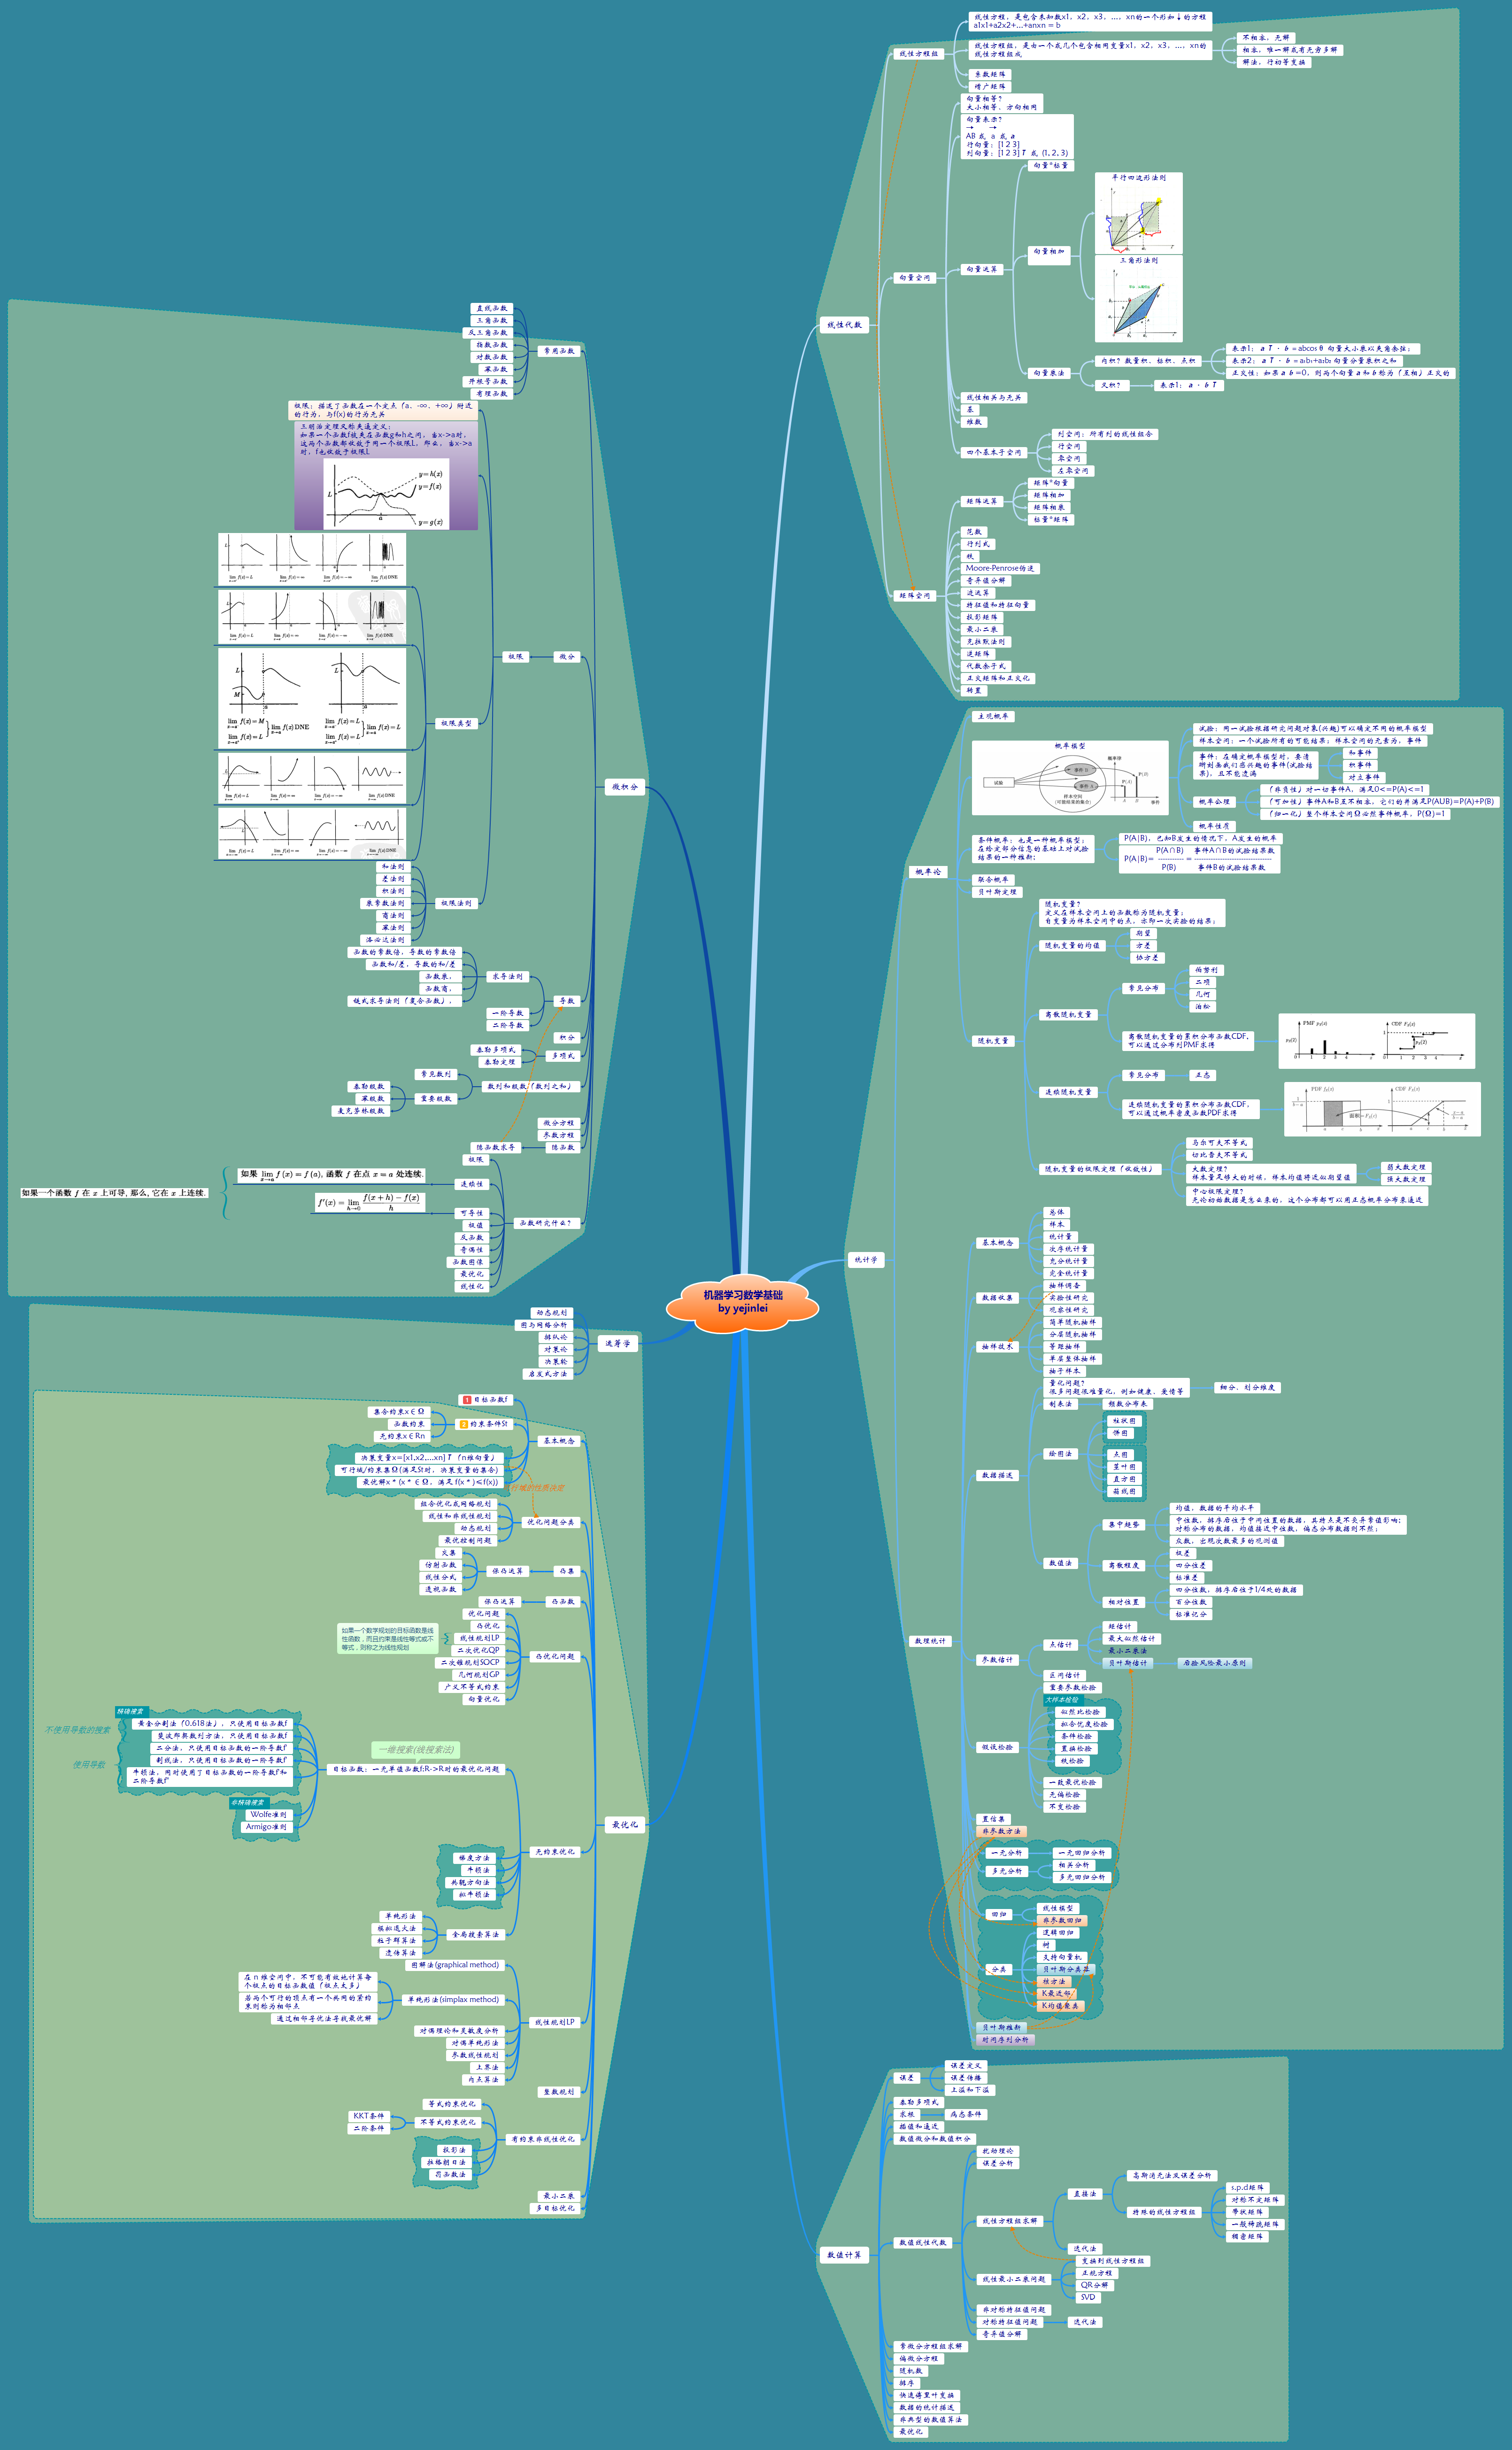 机器学习数学基础
by yejinlei
线性代数
线性方程组
线性方程，是包含未知数x1，x2，x3，…，xn的一个形如↓的方程
a1x1+a2x2+…+anxn = b
线性方程组，是由一个或几个包含相同变量x1，x2，x3，…，xn的
线性方程组成
不相容，无解
相容，唯一解或有无穷多解
解法，行初等变换
系数矩阵
增广矩阵
向量空间
向量相等？
大小相等、方向相同
向量表示？
AB 或 a 或 a
行向量：[1 2 3]
列向量：[1 2 3]T 或 (1, 2, 3)
向量运算
向量*标量
向量相加
平行四边形法则
三角形法则
向量乘法
内积？数量积、标积、点积
表示1：aT · b = abcosθ 向量大小乘以夹角余弦；
表示2：aT · b = a1b1+a2b2 向量分量乘积之和
正交性：如果a b=0，则两个向量a和b称为（互相）正交的
叉积？
表示1：a · bT
线性相关与无关
基
维数
四个基本子空间
列空间：所有列的线性组合
行空间
零空间
左零空间
矩阵空间
矩阵运算
矩阵*向量
矩阵相加
矩阵相乘
标量*矩阵
范数
行列式
秩
Moore-Penrose伪逆
奇异值分解
迹运算
特征值和特征向量
投影矩阵
最小二乘
克拉默法则
逆矩阵
代数余子式
正交矩阵和正交化
转置
统计学
概率论
主观概率
概率模型
试验
事件 B
事件 A
样本空间
(可能结果的集合)
概率律
P(A)
P(B)
A B
事件
试验：同一试验根据研究问题对象(兴趣)可以确定不同的概率模型
样本空间：一个试验所有的可能结果；样本空间的元素为，事件
事件：在确定概率模型时，要清
晰刻画我们感兴趣的事件(试验结
果)，且不能遗漏
和事件
积事件
对立事件
概率公理
（非负性）对一切事件A，满足0<=P(A)<=1
（可加性）事件A和B互不相容，它们的并满足P(AUB)=P(A)+P(B)
（归一化）整个样本空间Ω必然事件概率，P(Ω)=1
概率性质
条件概率：也是一种概率模型；
在给定部分信息的基础上对试验
结果的一种推断；
P(A|B)，已知B发生的情况下，A发生的概率
P(A∩B) 事件A∩B的试验结果数
P(A|B)= ----------- = ---------------------------------
P(B) 事件B的试验结果数
联合概率
贝叶斯定理
随机变量
随机变量？
定义在样本空间上的函数称为随机变量；
自变量为样本空间中的点，亦即一次实验的结果；
随机变量的均值
期望
方差
协方差
离散随机变量
常见分布
伯努利
二项
几何
泊松
离散随机变量的累积分布函数CDF，
可以通过分布列PMF求得
PMF
CDF
连续随机变量
常见分布
正态
连续随机变量的累积分布函数CDF，
可以通过概率密度函数PDF求得
PDF
CDF
随机变量的极限定理（收敛性）
马尔可夫不等式
切比雪夫不等式
大数定理？
样本量足够大的时候，样本均值将近似期望值
弱大数定理
强大数定理
中心极限定理？
无论初始数据是怎么来的，这个分布都可以用正态概率分布来逼近
数理统计
基本概念
总体
样本
统计量
次序统计量
充分统计量
完全统计量
数据收集
抽样调查
实验性研究
观察性研究
抽样技术
简单随机抽样
分层随机抽样
等距抽样
单层整体抽样
抽子样本
数据描述
量化问题？
很多问题很难量化，例如健康、爱情等
细分、划分维度
制表法
频数分布表
绘图法
柱状图
饼图
点图
茎叶图
直方图
箱线图
数值法
集中趋势
均值，数据的平均水平
中位数，排序后位于中间位置的数据，其特点是不受异常值影响；
对称分布的数据，均值接近中位数，偏态分布数据则不然；
众数，出现次数最多的观测值
离散程度
极差
四分位差
标准差
相对位置
四分位数，排序后位于1/4处的数据
百分位数
标准记分
参数估计
点估计
矩估计
最大似然估计
最小二乘法
贝叶斯估计
后验风险最小原则
区间估计
假设检验
重要参数检验
大样本检验
似然比检验
拟合优度检验
条件检验
置换检验
秩检验
一致最优检验
无偏检验
不变检验
置信集
非参数方法
一元分析
一元回归分析
多元分析
相关分析
多元回归分析
回归
线性模型
非参数回归
分类
逻辑回归
树
支持向量机
贝叶斯分类器
核方法
K最近邻
K均值聚类
贝叶斯推断
时间序列分析
数值计算
误差
误差定义
误差传播
上溢和下溢
泰勒多项式
求根
病态条件
插值和逼近
数值微分和数值积分
数值线性代数
扰动理论
误差分析
线性方程组求解
直接法
高斯消元法及误差分析
特殊的线性方程组
s.p.d矩阵
对称不定矩阵
带状矩阵
一般稀疏矩阵
稠密矩阵
迭代法
线性最小二乘问题
变换到线性方程组
正规方程
QR分解
SVD
非对称特征值问题
对称特征值问题
迭代法
奇异值分解
常微分方程组求解
偏微分方程
随机数
排序
快速傅里叶变换
数据的统计描述
非典型的数值算法
最优化
微积分
常用函数
直线函数
三角函数
反三角函数
指数函数
对数函数
幂函数
开根号函数
有理函数
微分
极限
极限：描述了函数在一个定点（a、-∞、+∞）附近
的行为，与f(x)的行为无关
三明治定理又称夹逼定义：
如果一个函数f被夹在函数g和h之间，当x->a时，
这两个函数都收敛于同一个极限L，那么，当x->a
时，f也收敛于极限L
y=h(x)
y=f(x)
y=g(x)
L
a
极限类型
lim f(x)=L
lim f(x)=∞
lim f(x)=-∞
lim f(x) DNE
lim f(x)=L
lim f(x)=∞
lim f(x)=-∞
lim f(x) DNE
lim f(x)=M
lim f(x)=L
lim f(x) DNE
lim f(x)=L
lim f(x)=L
lim f(x)=L
极限法则
和法则
差法则
积法则
乘常数法则
商法则
幂法则
洛必达法则
导数
求导法则
函数的常数倍，导数的常数倍
函数和/差，导数的和/差
函数乘，
函数商，
链式求导法则（复合函数），
一阶导数
二阶导数
积分
多项式
泰勒多项式
泰勒定理
数列和级数（数列之和）
常见数列
重要级数
泰勒级数
幂级数
麦克劳林级数
微分方程
参数方程
隐函数
隐函数求导
函数研究什么？
极限
连续性
如果 lim x→a f(x) = f(a), 函数 f 在点 x = a 处连续.
可导性
f'(x) = lim h→0 f(x+h) − f(x) / h
如果一个函数 f 在 x 上可导, 那么, 它在 x 上连续.
极值
反函数
奇偶性
函数图像
最优化
线性化
运筹学
动态规划
图与网络分析
排队论
对策论
决策轮
启发式方法
最优化
基本概念
1 目标函数f
2 约束条件St
集合约束x∈Ω
函数约束
无约束x∈Rn
决策变量x=[x1,x2,...xn]T（n维向量）
可行域/约束集Ω(满足St时，决策变量的集合)
最优解x*(x*∈Ω，满足 f(x*)≤f(x))
行域的性质决定
优化问题分类
组合优化或网络规划
线性和非线性规划
动态规划
最优控制问题
凸集
保凸运算
交集
仿射函数
线性分式
透视函数
凸函数
保凸运算
凸优化问题
优化问题
凸优化
线性规划LP
如果一个数学规划的目标函数是线
性函数，而且约束是线性等式或不
等式，则称之为线性规划
二次优化QP
二次锥规划SOCP
几何规划GP
广义不等式约束
向量优化
无约束优化
一维搜索(线搜索法)
目标函数：一元单值函数f:R->R时的最优化问题
精确搜索
不使用导数的搜索
使用导数
黄金分割法（0.618法），只使用目标函数f
斐波那契数列方法，只使用目标函数f
二分法，只使用目标函数的一阶导数f'
割线法，只使用目标函数的一阶导数f'
牛顿法，同时使用了目标函数的一阶导数f'和
二阶导数f''
非精确搜索
Wolfe准则
Armigo准则
梯度方法
牛顿法
共轭方向法
拟牛顿法
全局搜索算法
单纯形法
模拟退火法
粒子群算法
遗传算法
线性规划LP
图解法(graphical method)
单纯形法(simplax method)
在 n 维空间中，不可能有效地计算每
个极点的目标函数值（极点太多）
若两个可行的顶点有一个共同的紧约
束则称为相邻点
通过相邻寻优法寻找最优解
对偶理论和灵敏度分析
对偶单纯形法
参数线性规划
上界法
内点算法
整数规划
有约束非线性优化
等式约束优化
不等式约束优化
KKT条件
二阶条件
投影法
拉格朗日法
罚函数法
最小二乘
多目标优化